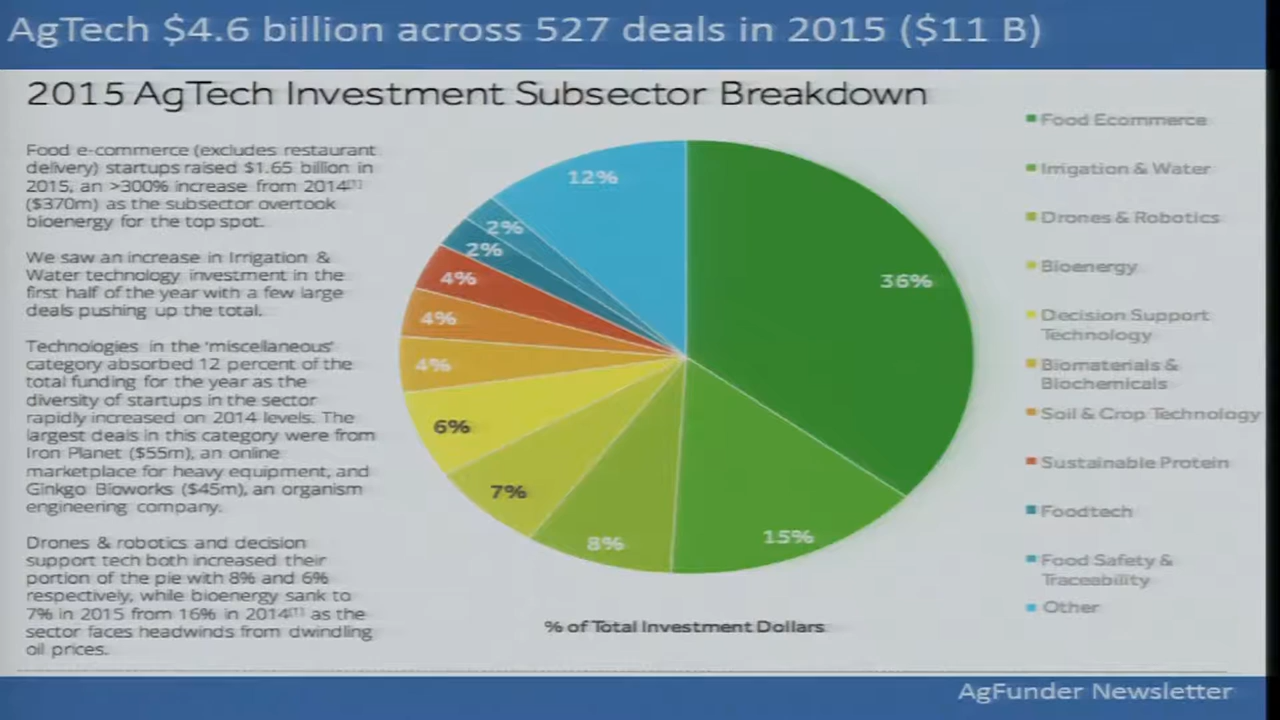 AgTech $4.6 billion across 527 deals in 2015 ($11 B)
2015 AgTech Investment Subsector Breakdown
Food e-commerce (excludes restaurant
delivery) startups raised $1.65 billion in
2015, an >300% increase from 2014[1]
($370m) as the subsector overtook
bioenergy for the top spot.
We saw an increase in Irrigation &
Water technology investment in the
first half of the year with a few large
deals pushing up the total.
Technologies in the 'miscellaneous'
category absorbed 12 percent of the
total funding for the year as the
diversity of startups in the sector
rapidly increased on 2014 levels. The
largest deals in this category were from
Iron Planet ($55m), an online
marketplace for heavy equipment, and
Ginkgo Bioworks ($45m), an organism
engineering company.
Drones & robotics and decision
support tech both increased their
portion of the pie with 8% and 6%
respectively, while bioenergy sank to
7% in 2015 from 16% in 2014[1] as the
sector faces headwinds from dwindling
oil prices.
12%
2%
2%
4%
4%
4%
6%
7%
8%
15%
36%
% of Total Investment Dollars
Food Ecommerce
Irrigation & Water
Drones & Robotics
Bioenergy
Decision Support
Technology
Biomaterials &
Biochemicals
Soil & Crop Technology
Sustainable Protein
Foodtech
Food Safety &
Traceability
Other
AgFunder Newsletter